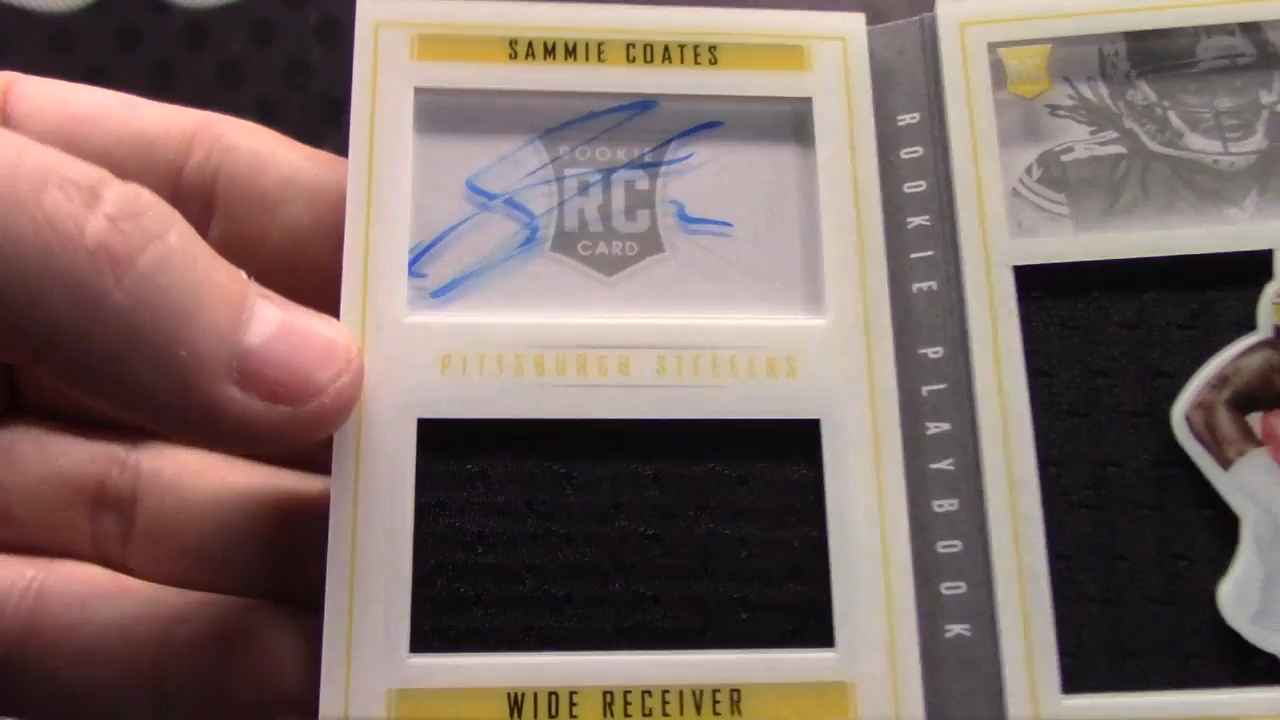 SAMMIE COATES
ROOKIE
RC
CARD
PITTSBURGH STEELERS
WIDE RECEIVER
ROOKIE PLAYBOOK